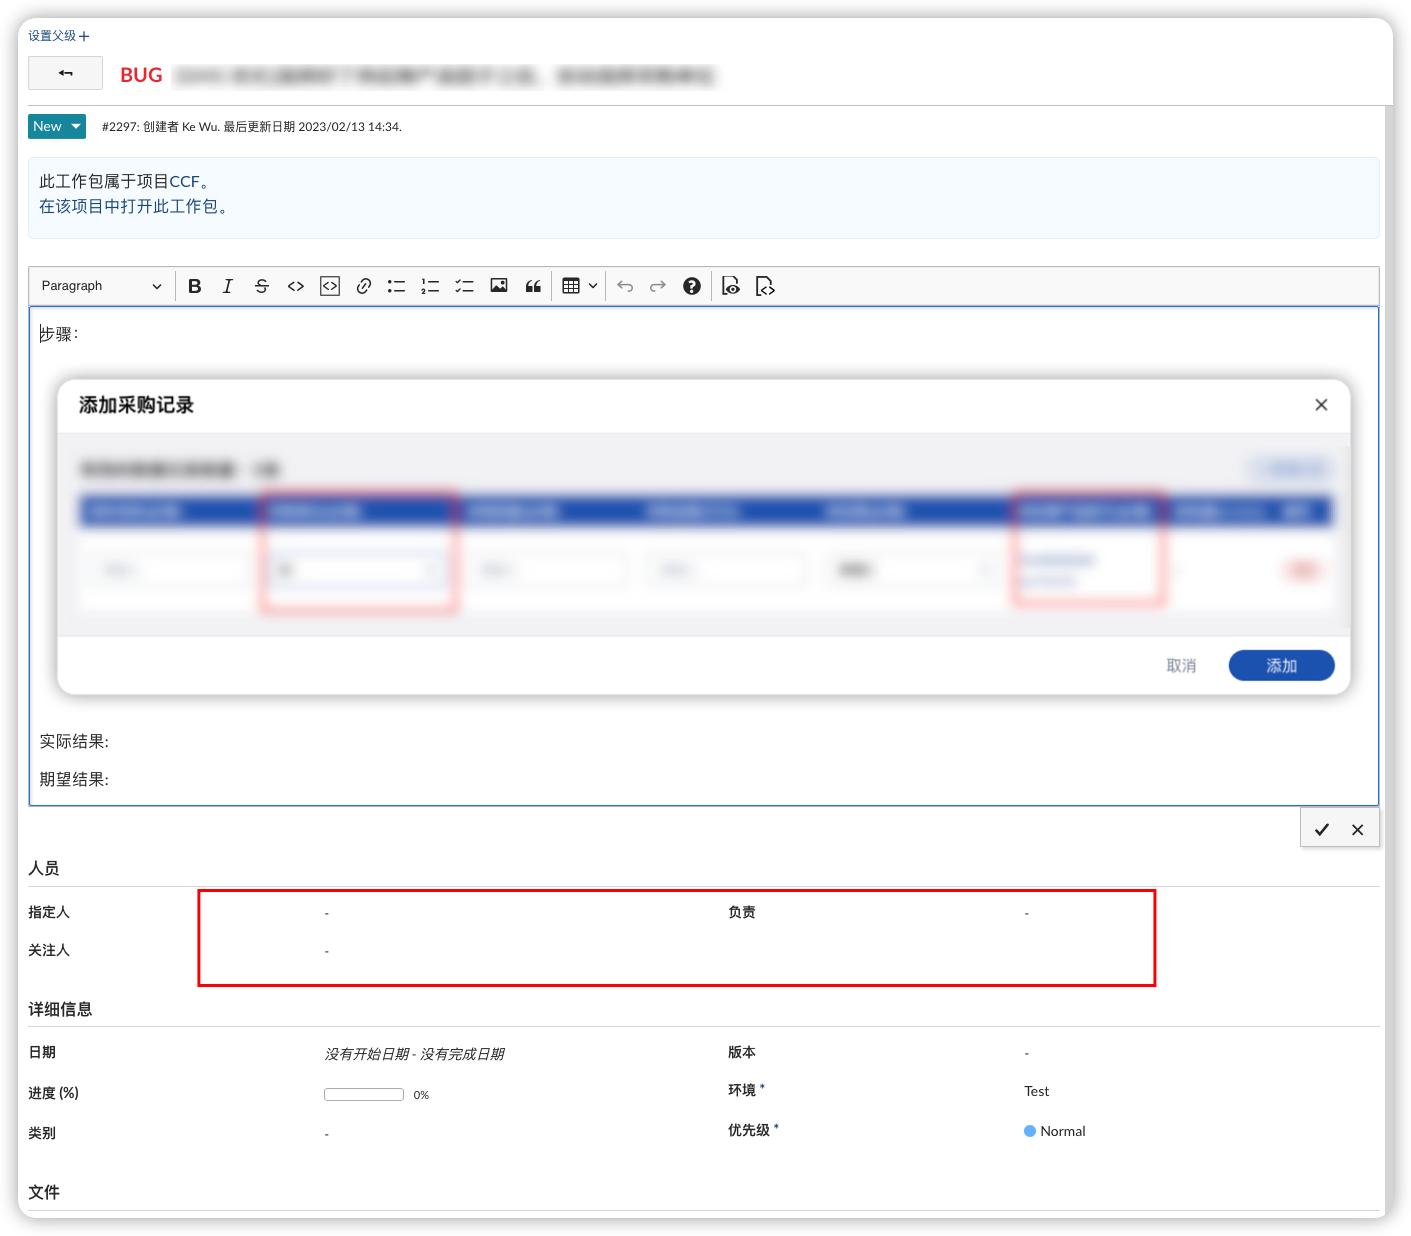 设置父级+
BUG
New #2297: 创建者 Ke Wu. 最后更新日期 2023/02/13 14:34.
此工作包属于项目CCF。
在该项目中打开此工作包。
Paragraph
步骤：
添加采购记录
取消 添加
实际结果:
期望结果:
人员
指定人 - 负责 -
关注人 -
详细信息
日期 没有开始日期 - 没有完成日期 版本 -
进度 (%) 0% 环境 * Test
类别 - 优先级 * Normal
文件